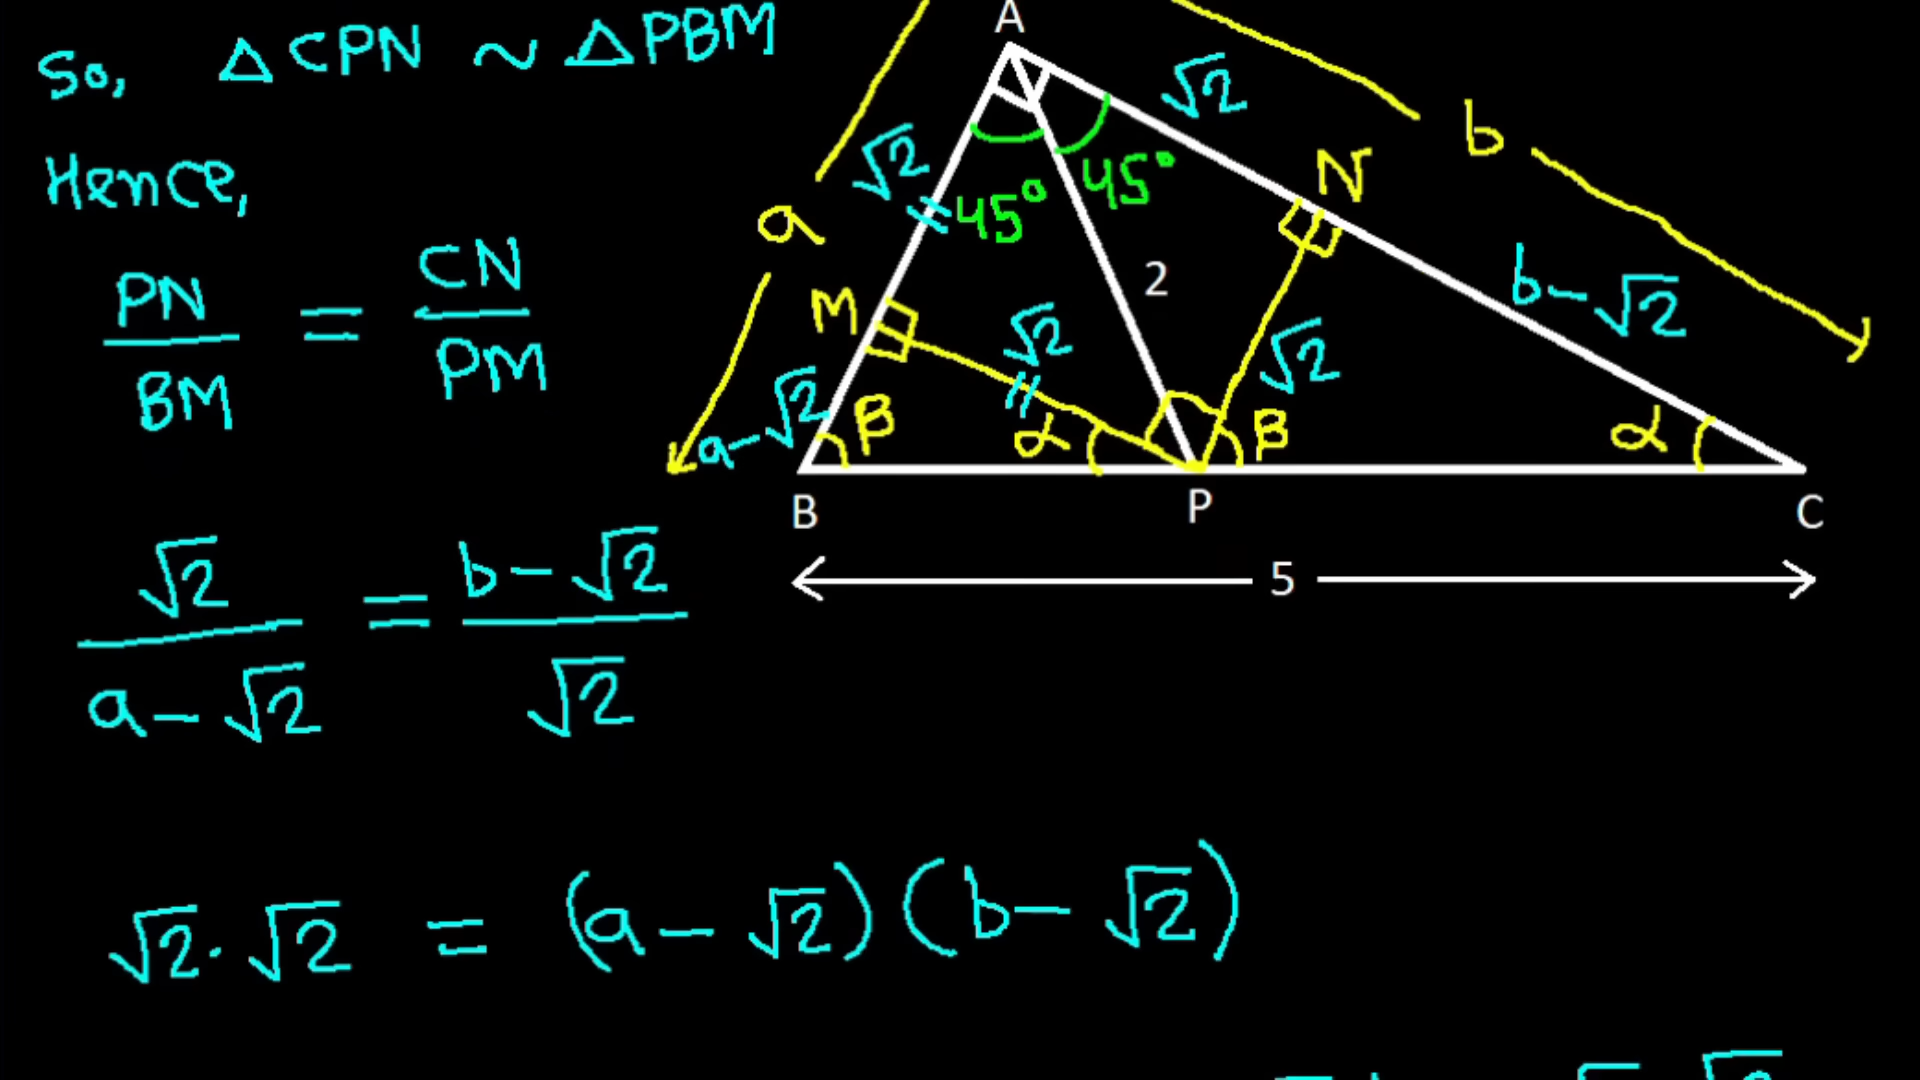 So, △CPN ~ △PBM
Hence,
PN/BM = CN/PM
√2/(a-√2) = (b-√2)/√2
√2·√2 = (a-√2)(b-√2)
A
√2
b
√2
45°
45°
N
a
2
b-√2
M
√2
√2
a-√2
β
α
β
α
B
P
C
5